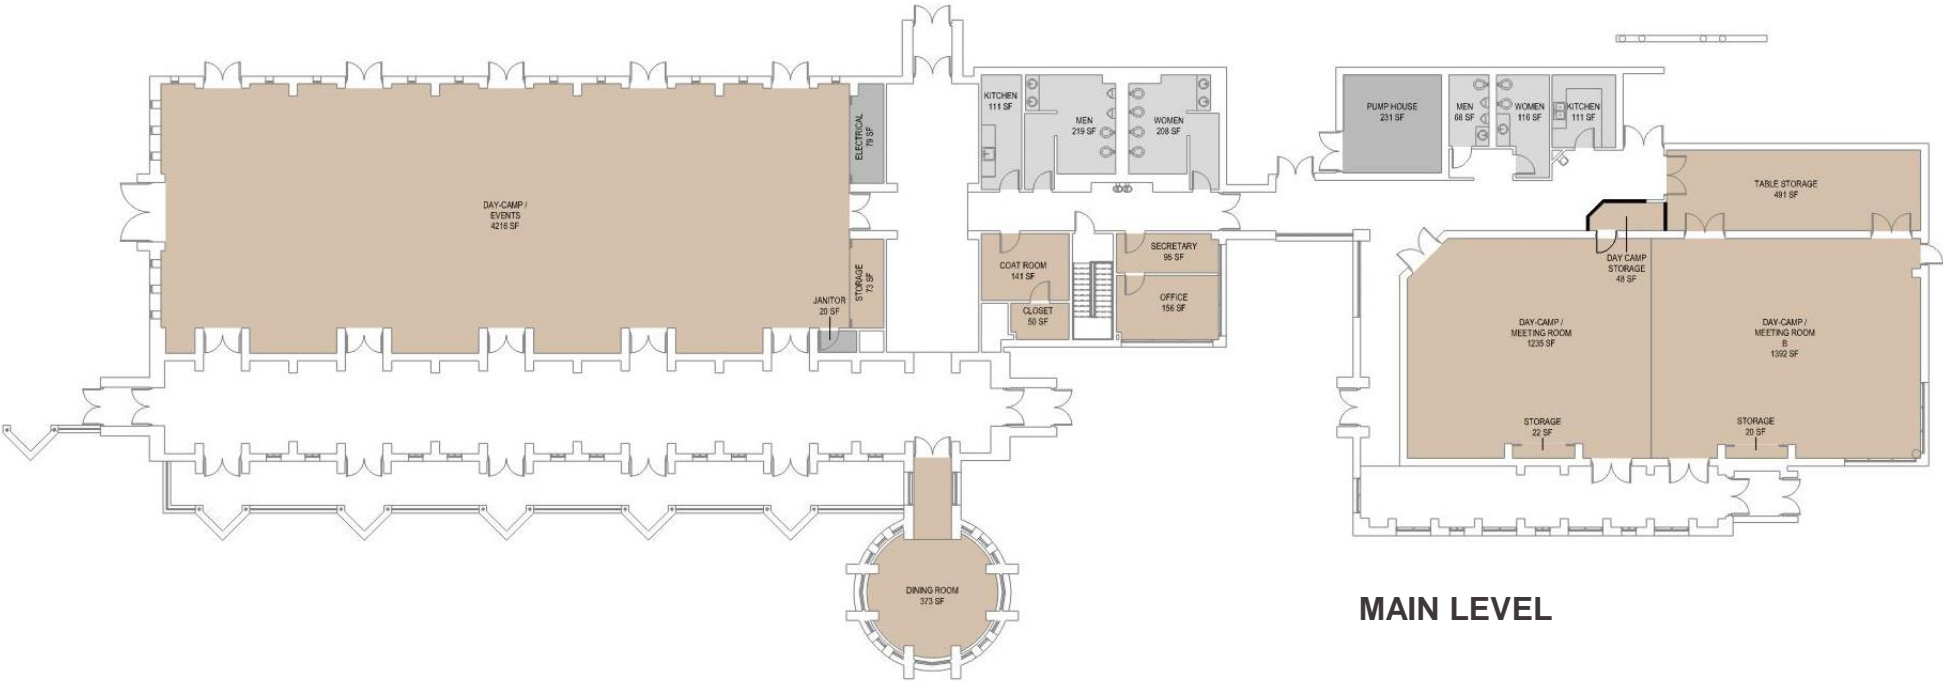 KITCHEN
111 SF
MEN
219 SF
WOMEN
208 SF
ELECTRICAL
79 SF
DAY-CAMP /
EVENTS
4216 SF
STORAGE
73 SF
JANITOR
20 SF
COAT ROOM
141 SF
CLOSET
50 SF
SECRETARY
95 SF
OFFICE
156 SF
DINING ROOM
373 SF
PUMP HOUSE
231 SF
MEN
68 SF
WOMEN
116 SF
KITCHEN
111 SF
TABLE STORAGE
491 SF
DAY CAMP
STORAGE
48 SF
DAY-CAMP /
MEETING ROOM
1235 SF
DAY-CAMP /
MEETING ROOM
B
1392 SF
STORAGE
22 SF
STORAGE
20 SF
MAIN LEVEL